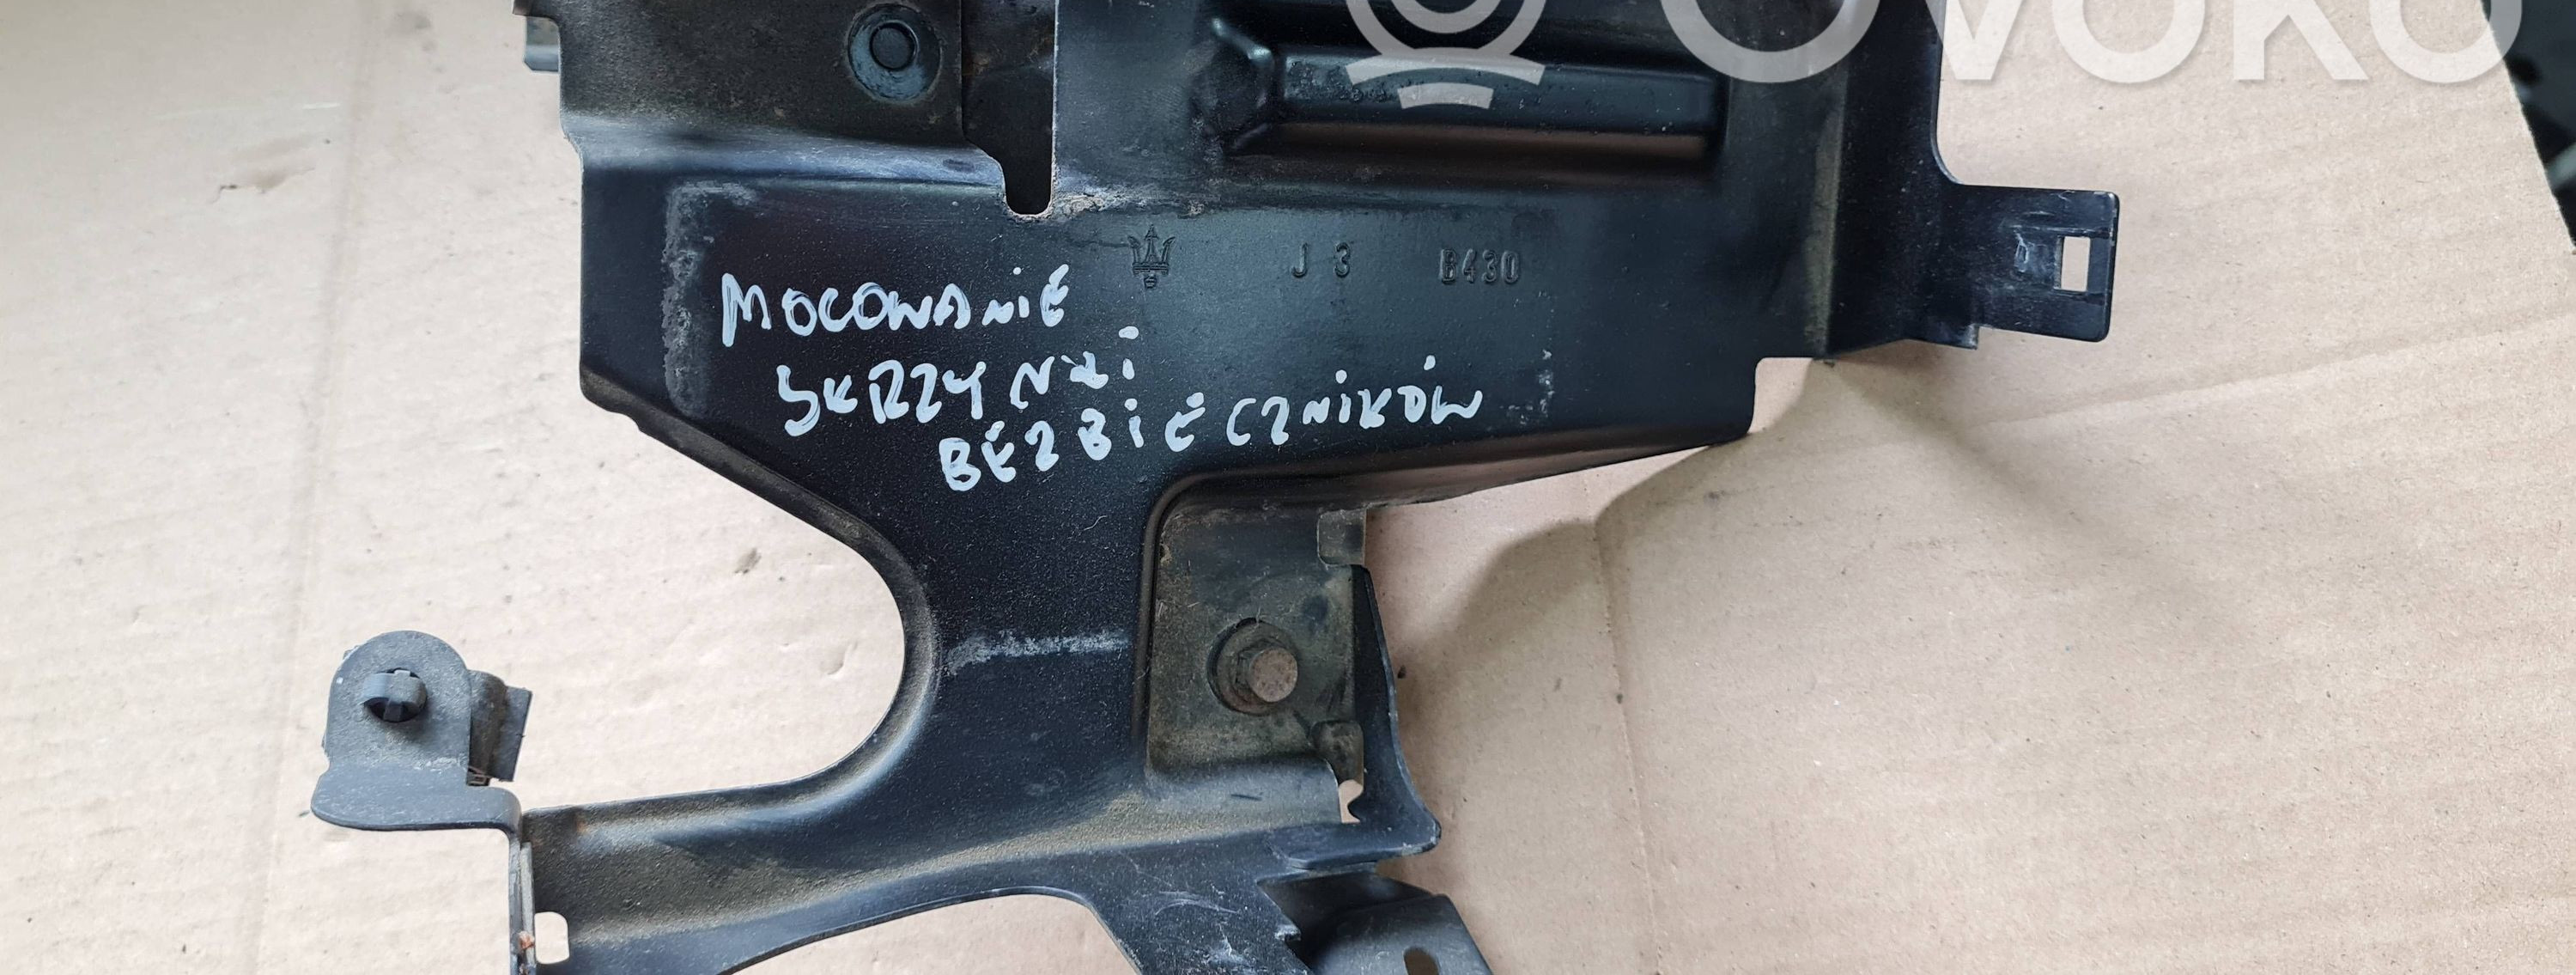 OVOKO
J 3 B430
MOCOWANIE
SKRZYNKI
BEZBIECZNIKÓW